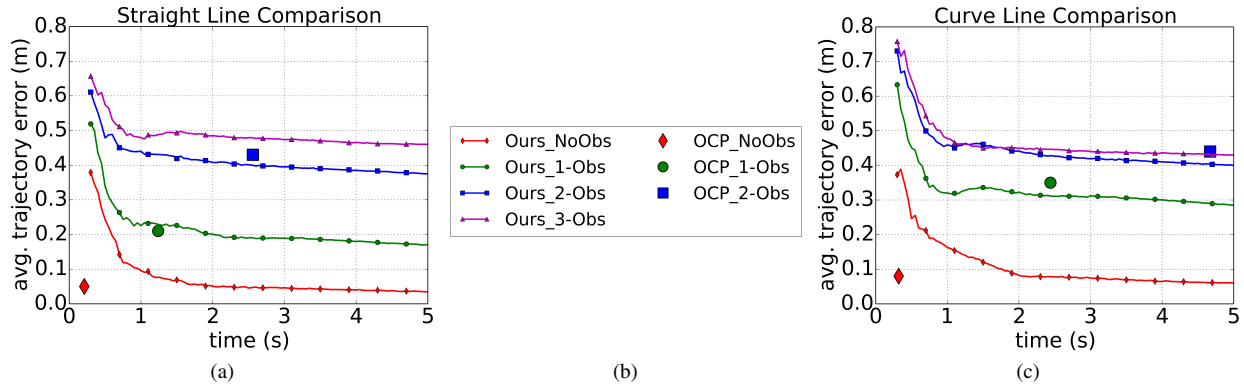 Straight Line Comparison
avg. trajectory error (m)
0.8
0.7
0.6
0.5
0.4
0.3
0.2
0.1
0.0
0 1 2 3 4 5
time (s)
(a)
Ours_NoObs
Ours_1-Obs
Ours_2-Obs
Ours_3-Obs
OCP_NoObs
OCP_1-Obs
OCP_2-Obs
(b)
Curve Line Comparison
avg. trajectory error (m)
0.8
0.7
0.6
0.5
0.4
0.3
0.2
0.1
0.0
0 1 2 3 4 5
time (s)
(c)